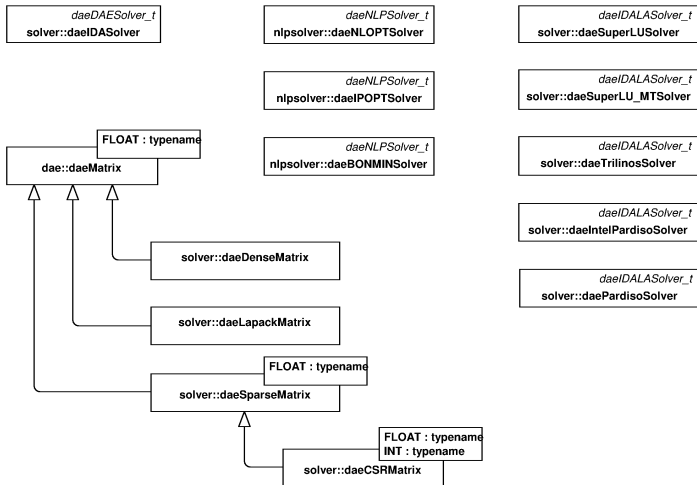 daeDAESolver_t
solver::daeIDASolver
daeNLPSolver_t
nlpsolver::daeNLOPTSolver
daeIDALASolver_t
solver::daeSuperLUSolver
daeNLPSolver_t
nlpsolver::daeIPOPTSolver
daeIDALASolver_t
solver::daeSuperLU_MTSolver
FLOAT : typename
dae::daeMatrix
daeNLPSolver_t
nlpsolver::daeBONMINSolver
daeIDALASolver_t
solver::daeTrilinosSolver
daeIDALASolver_t
solver::daeIntelPardisoSolver
solver::daeDenseMatrix
daeIDALASolver_t
solver::daePardisoSolver
solver::daeLapackMatrix
FLOAT : typename
solver::daeSparseMatrix
FLOAT : typename
INT : typename
solver::daeCSRMatrix